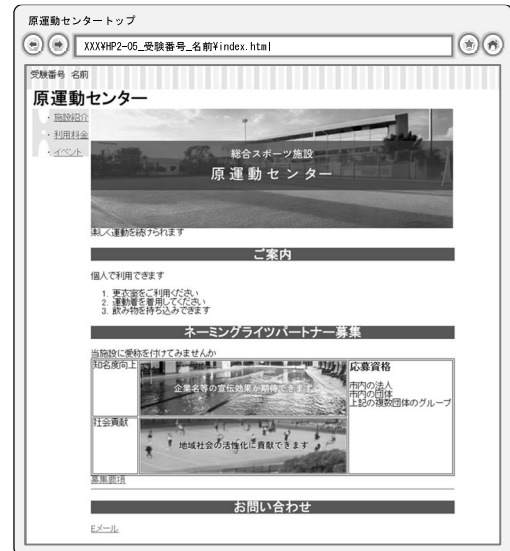 原運動センタートップ
XXX¥HP2-05_受験番号_名前¥index.html
受験番号 名前
原運動センター
・施設紹介
・利用料金
・イベント
総合スポーツ施設
原運動センター
楽しく運動を続けられます
ご案内
個人で利用できます
1. 更衣室をご利用ください
2. 運動着を着用してください
3. 飲み物を持ち込みできます
ネーミングライツパートナー募集
当施設に愛称を付けてみませんか
知名度向上
企業名等の宣伝効果が期待できます
応募資格
市内の法人
市内の団体
上記の複数団体のグループ
社会貢献
地域社会の活性化に貢献できます
募集要項
お問い合わせ
Eメール